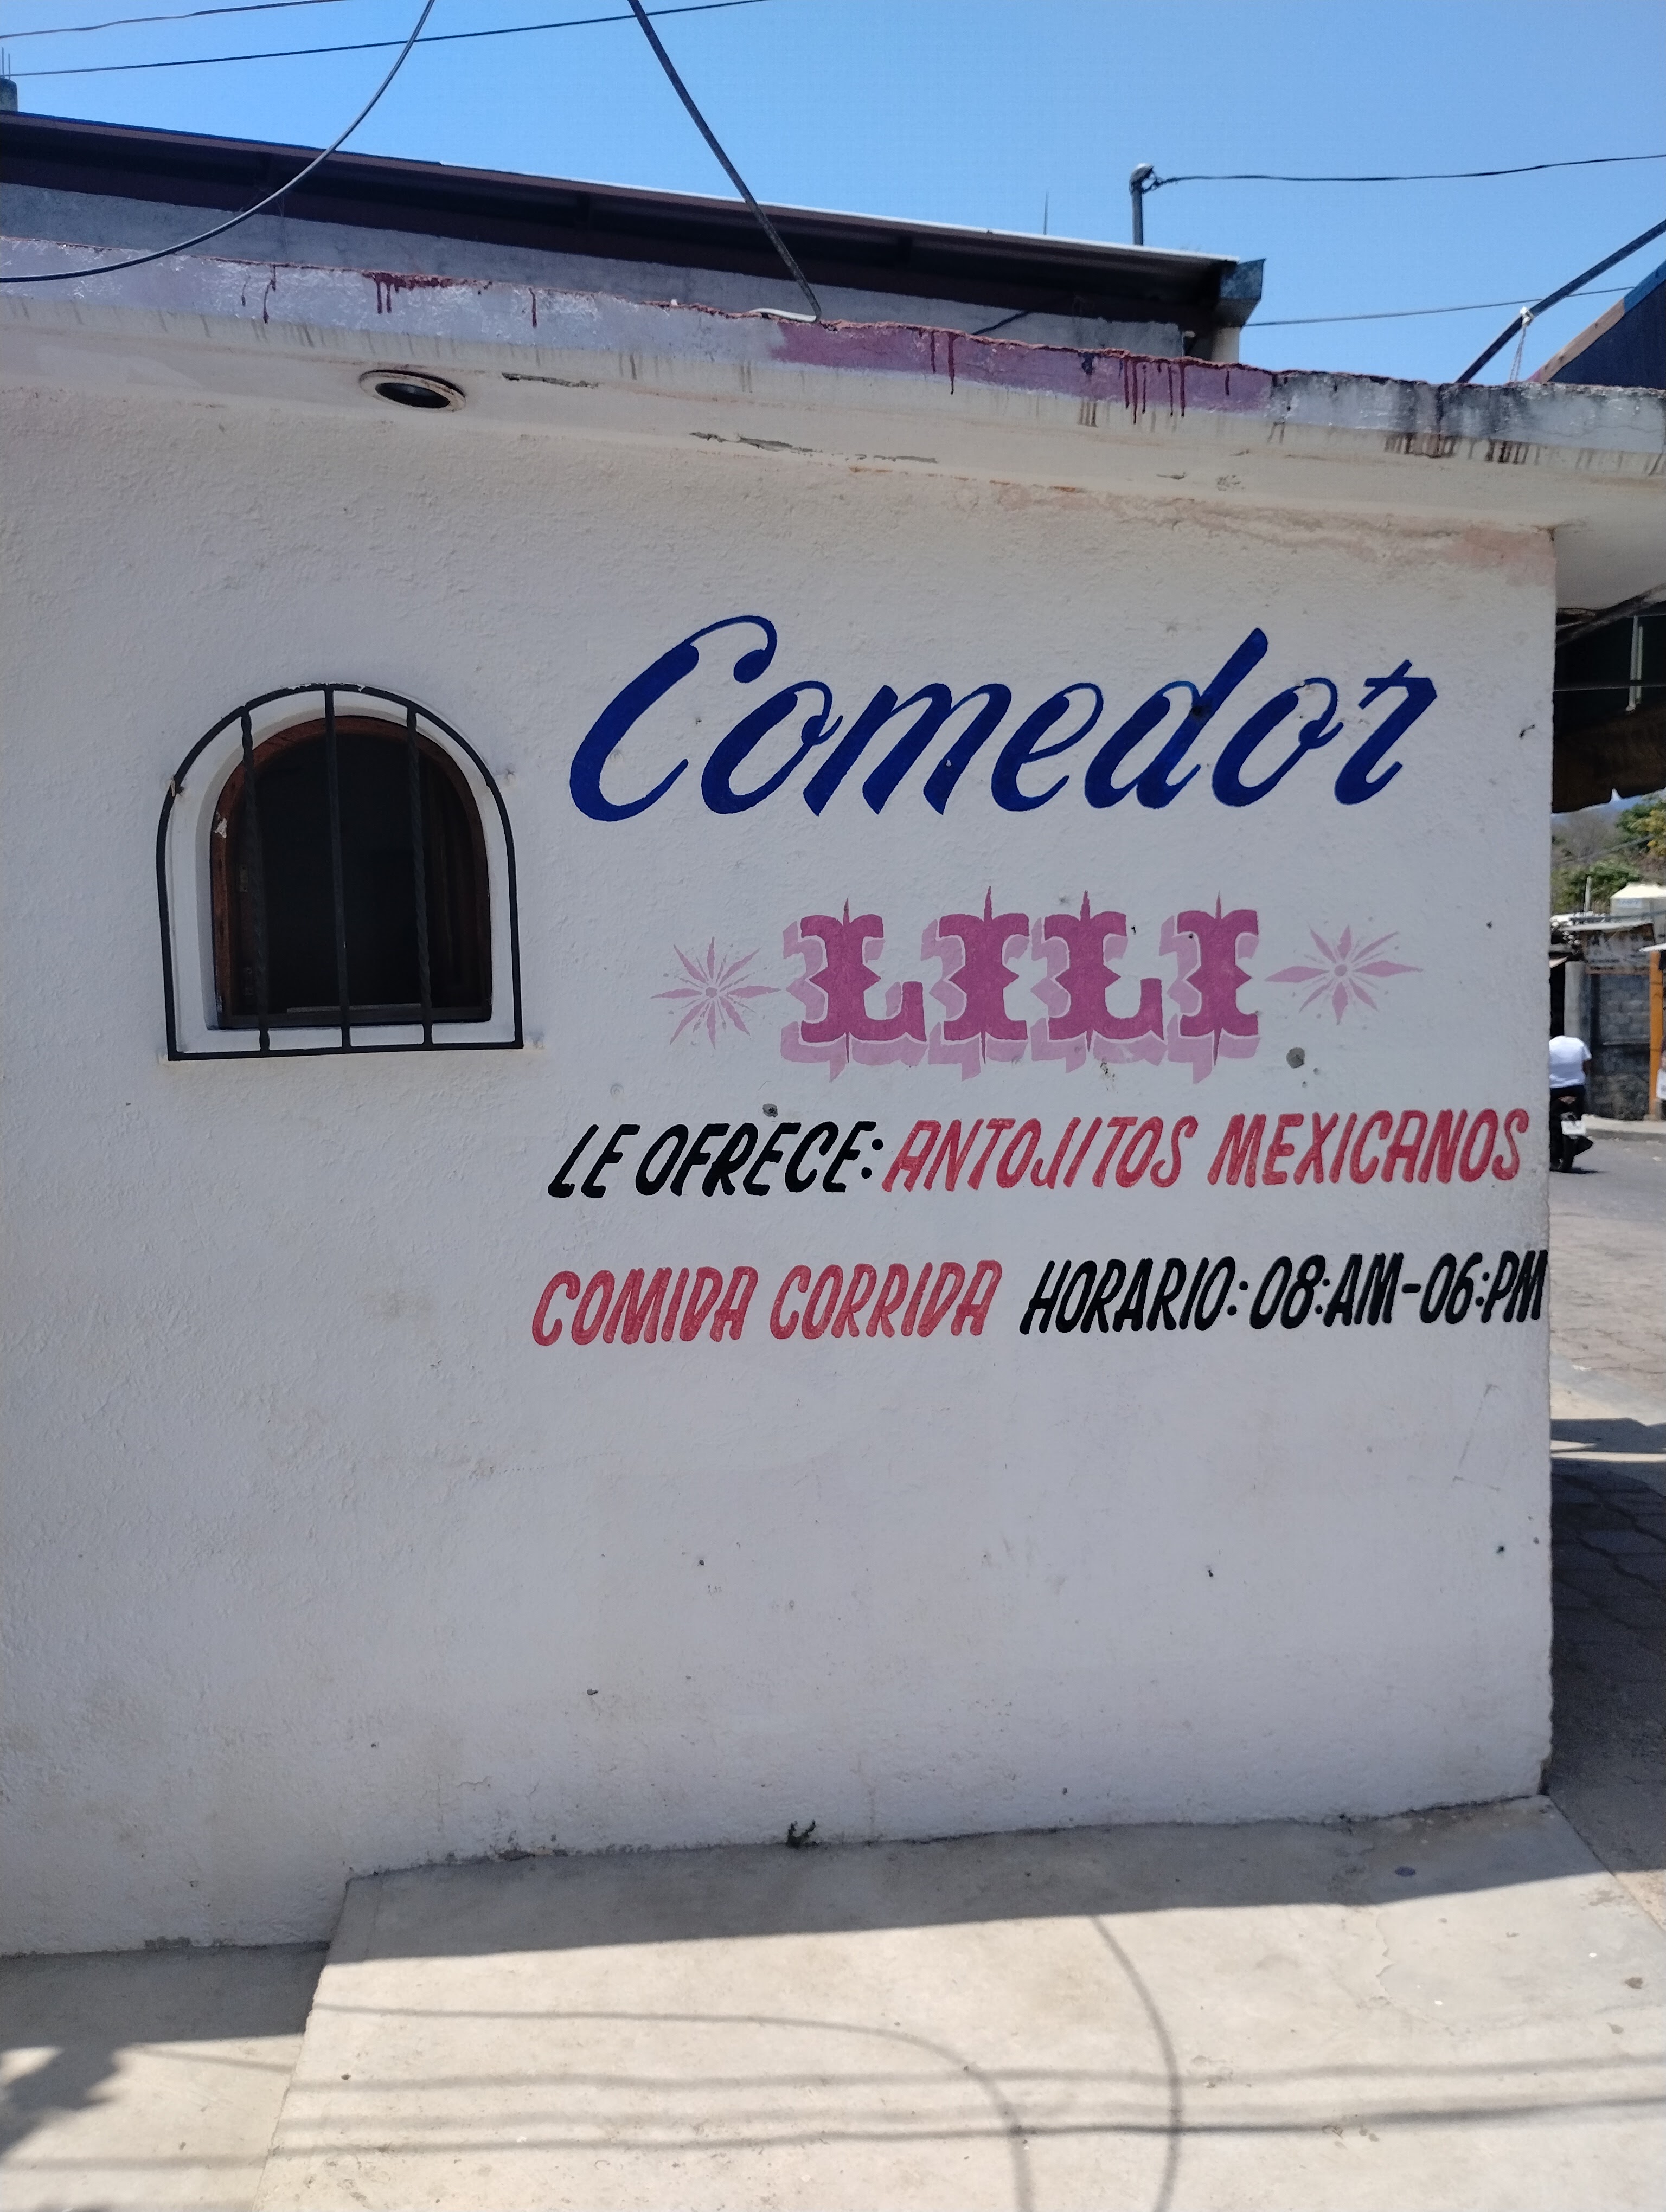 Comedor
LILI
LE OFRECE: ANTOJITOS MEXICANOS
COMIDA CORRIDA HORARIO: 08:AM-06:PM